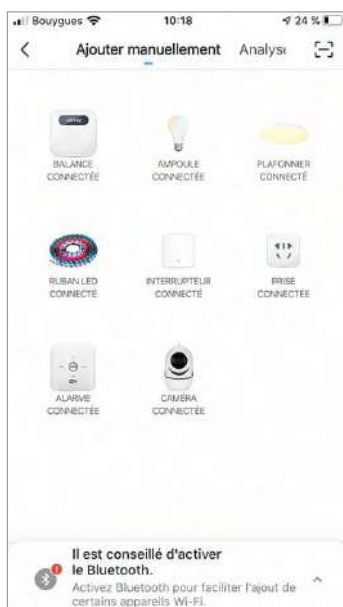 Bouygues 10:18 24 %
Ajouter manuellement Analys
BALANCE CONNECTÉE
AMPOULE CONNECTÉE
PLAFONNIER CONNECTÉ
RUBAN LED CONNECTÉ
INTERRUPTEUR CONNECTÉ
PRISE CONNECTÉE
ALARME CONNECTÉE
CAMÉRA CONNECTÉE
Il est conseillé d'activer
le Bluetooth.
Activez Bluetooth pour faciliter l'ajout de
certains appareils Wi-Fi.